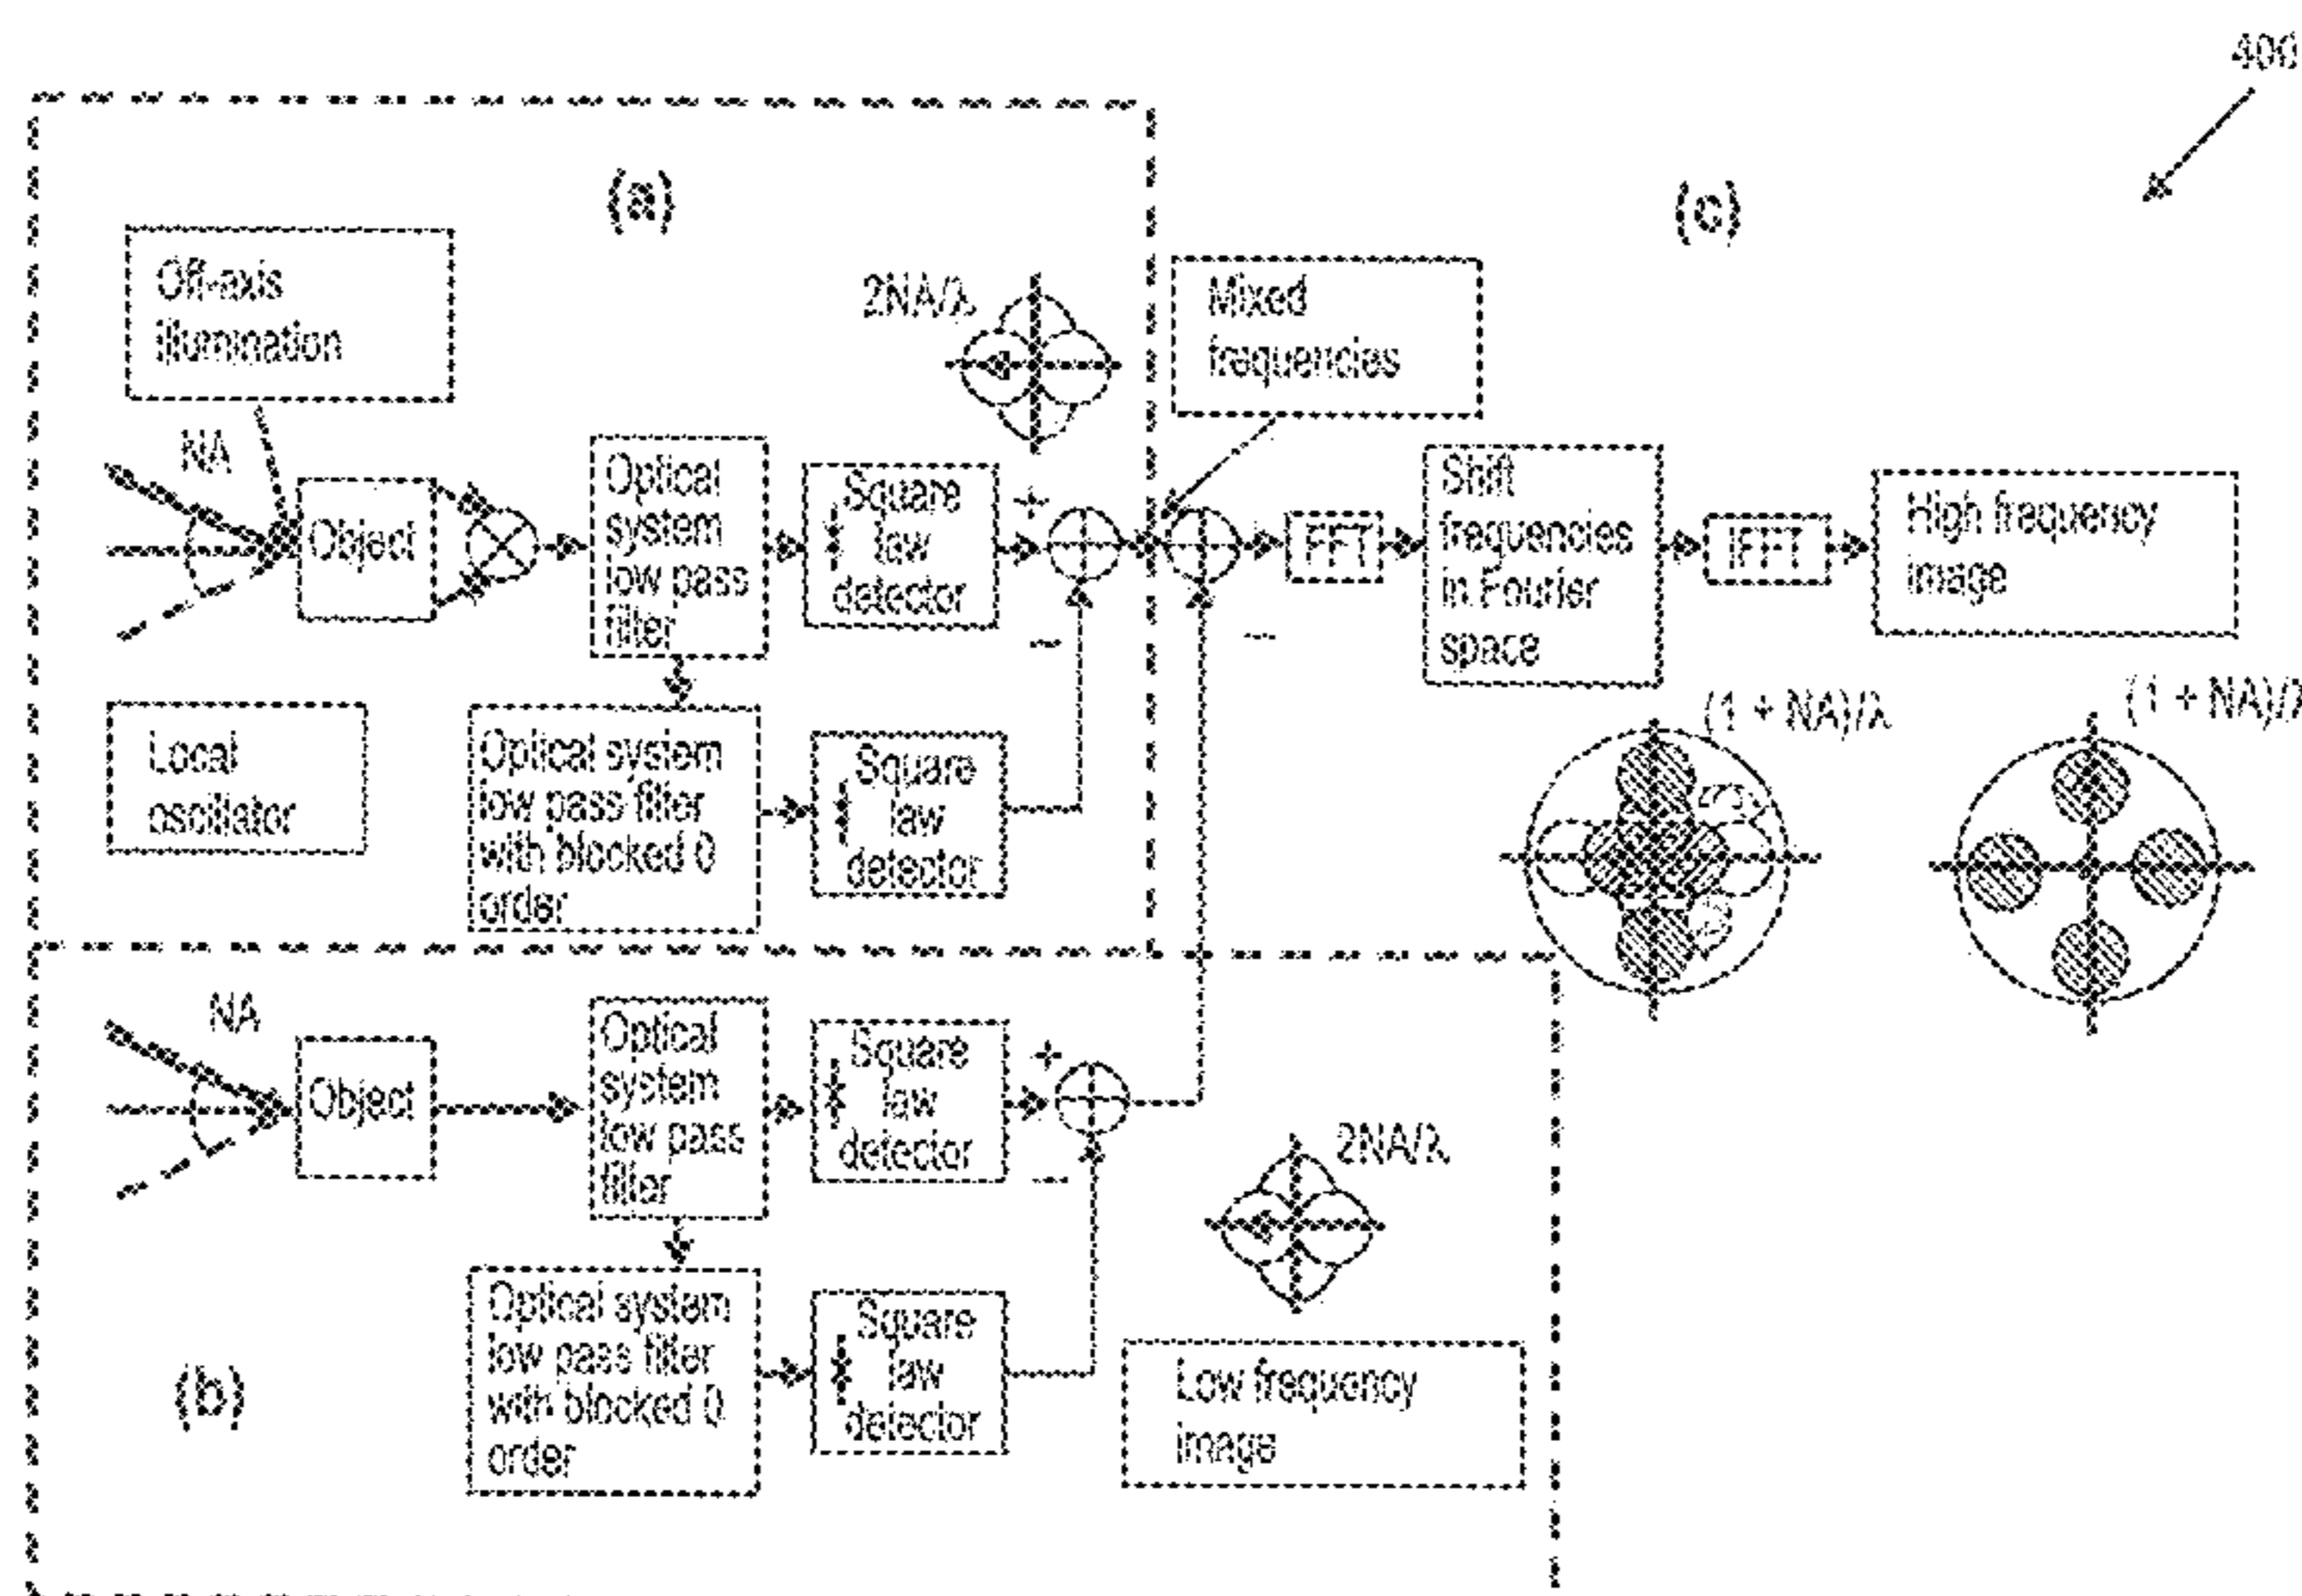 400
(a)
(c)
Off-axis
illumination
2NA/λ
Mixed
frequencies
NA
Object
Optical
system
low pass
filter
Square
law
detector
+
−
−
FFT
Shift
frequencies
in Fourier
space
IFFT
High frequency
image
Local
oscillator
Optical system
low pass filter
with blocked 0
order
Square
law
detector
(1 + NA)/λ
(1 + NA)/λ
NA
Object
Optical
system
low pass
filter
Square
law
detector
+
−
2NA/λ
(b)
Optical system
low pass filter
with blocked 0
order
Square
law
detector
Low frequency
image